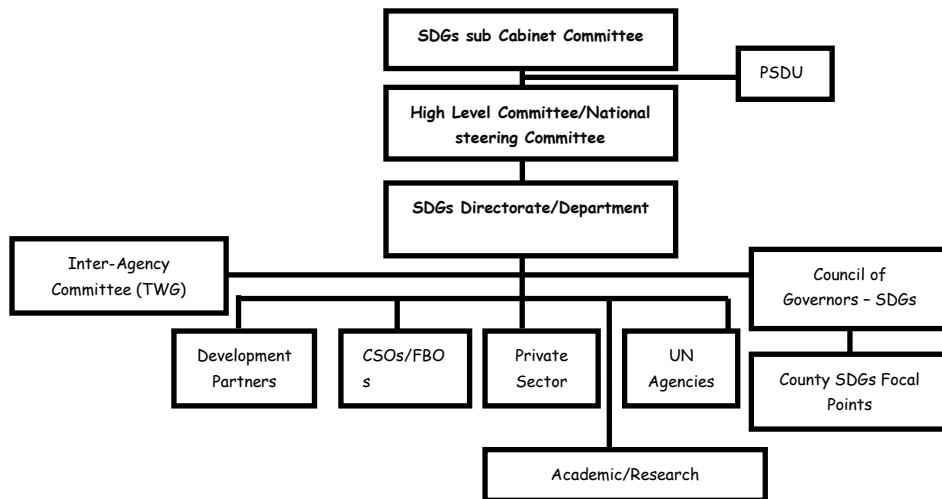 SDGs sub Cabinet Committee
PSDU
High Level Committee/National
steering Committee
SDGs Directorate/Department
Inter-Agency
Committee (TWG)
Council of
Governors – SDGs
Development
Partners
CSOs/FBO
s
Private
Sector
UN
Agencies
County SDGs Focal
Points
Academic/Research